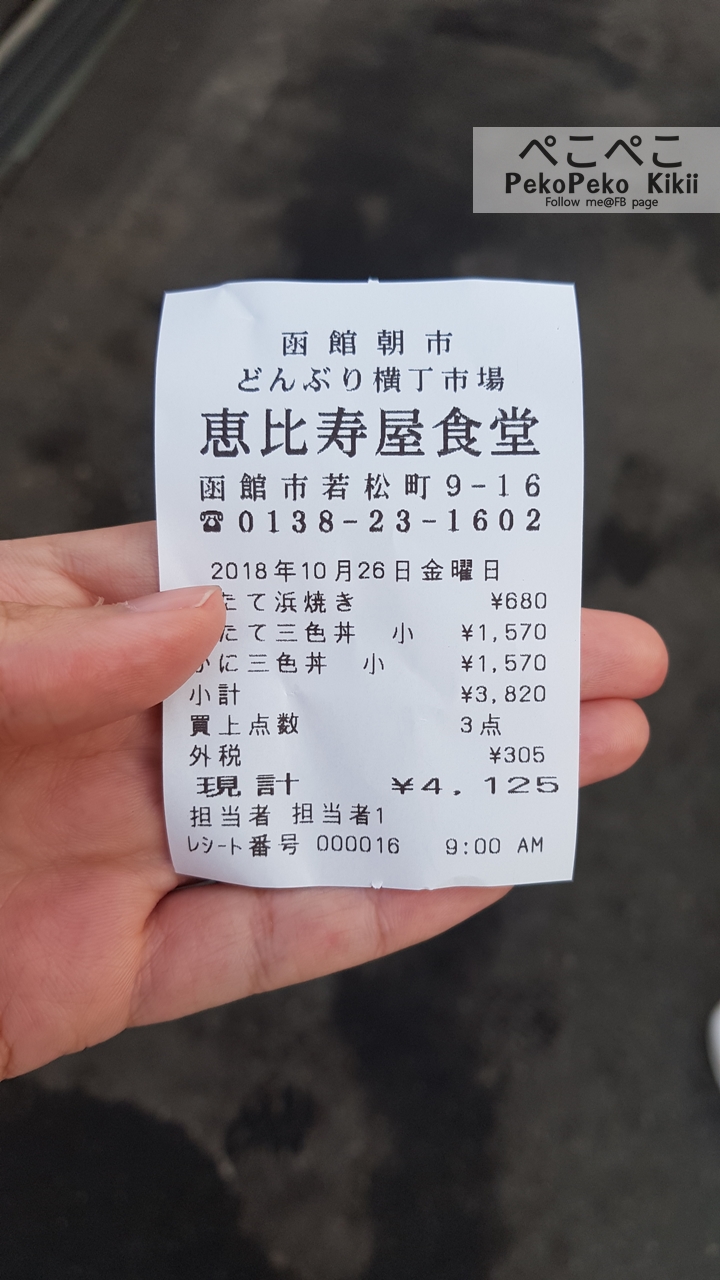 ぺこぺこ
PekoPeko Kikii
Follow me@FB page
函館朝市
どんぶり横丁市場
恵比寿屋食堂
函館市若松町9-16
☎0138-23-1602
2018年10月26日金曜日
たて浜焼き ¥680
たて三色丼 小 ¥1,570
かに三色丼 小 ¥1,570
小計 ¥3,820
買上点数 3点
外税 ¥305
現計 ¥4,125
担当者 担当者1
レシート番号 000016 9:00 AM